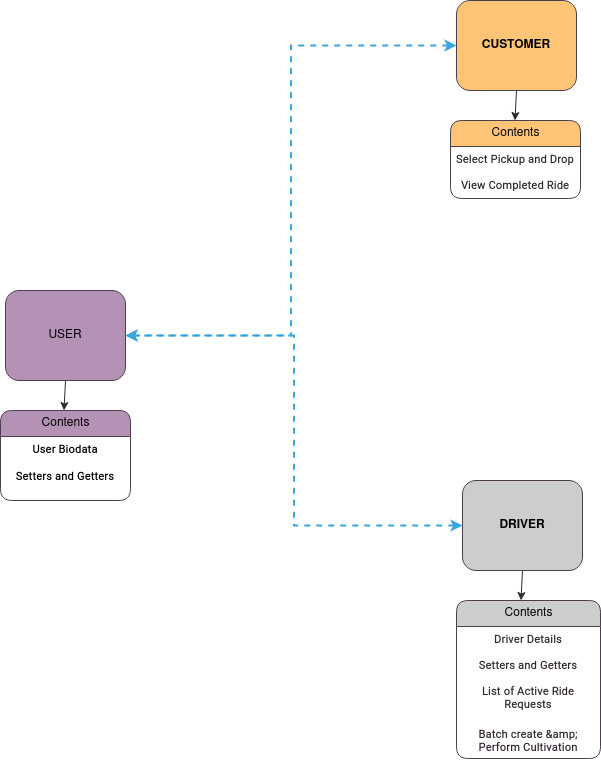 CUSTOMER
Contents
Select Pickup and Drop
View Completed Ride
USER
Contents
User Biodata
Setters and Getters
DRIVER
Contents
Driver Details
Setters and Getters
List of Active Ride
Requests
Batch create &amp;
Perform Cultivation